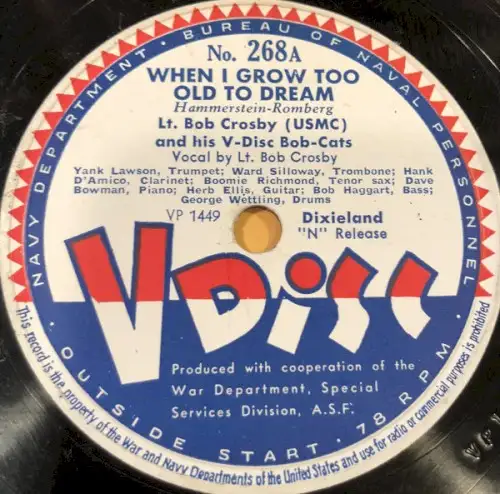 NAVY DEPARTMENT · BUREAU OF NAVAL PERSONNEL
No. 268A
WHEN I GROW TOO
OLD TO DREAM
Hammerstein-Romberg
Lt. Bob Crosby (USMC)
and his V-Disc Bob-Cats
Vocal by Lt. Bob Crosby
Yank Lawson, Trumpet; Ward Silloway, Trombone; Hank
D'Amico, Clarinet; Boomie Richmond, Tenor sax; Dave
Bowman, Piano; Herb Ellis, Guitar; Bob Haggart, Bass;
George Wettling, Drums
VP 1449
Dixieland
"N" Release
V DiSC
Produced with cooperation of the
War Department, Special
Services Division, A.S.F.
OUTSIDE START · 78 RPM
This record is the property of the War and Navy Departments of the United States and use for radio or commercial purposes is prohibited